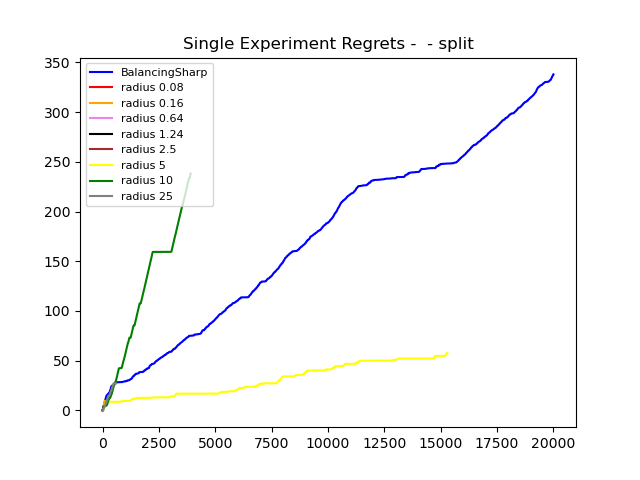 Single Experiment Regrets -  - split
350
300
250
200
150
100
50
0
BalancingSharp
radius 0.08
radius 0.16
radius 0.64
radius 1.24
radius 2.5
radius 5
radius 10
radius 25
0 2500 5000 7500 10000 12500 15000 17500 20000